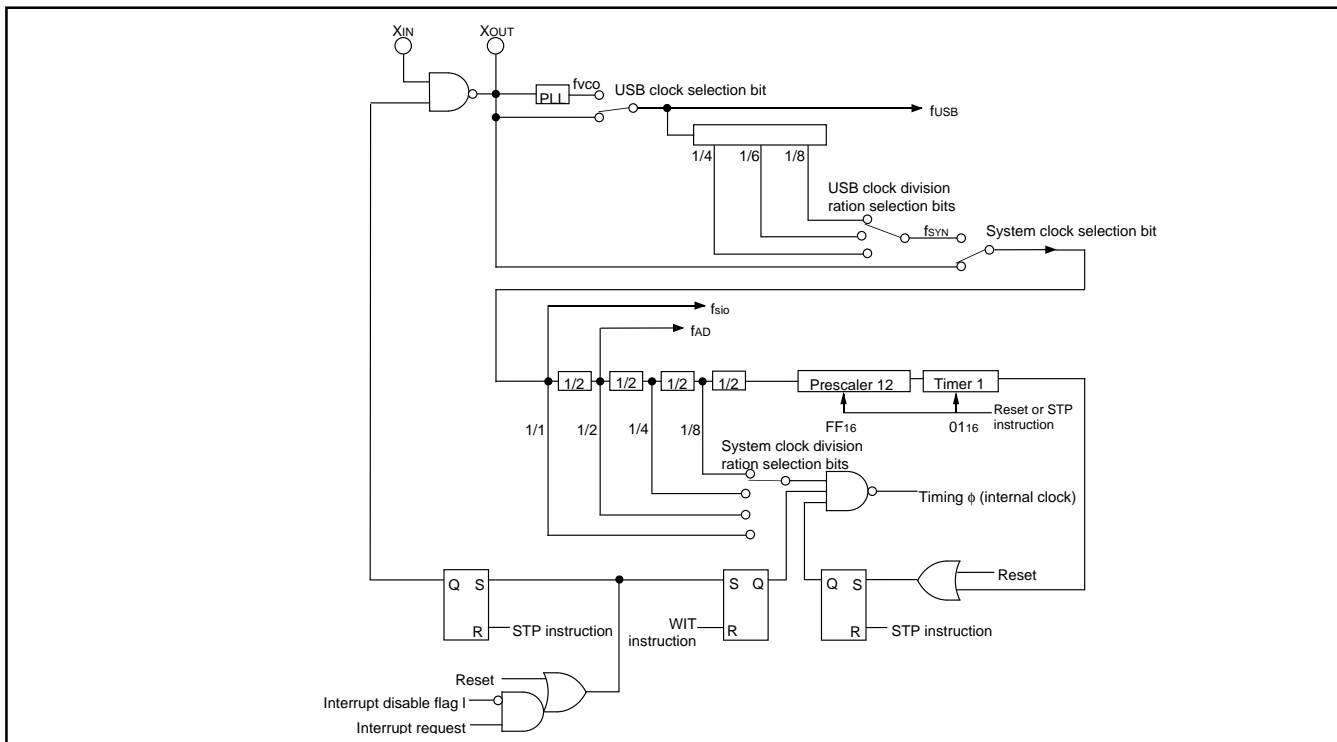 XIN XOUT
PLL
fVCO
USB clock selection bit
fUSB
1/4 1/6 1/8
USB clock division
ration selection bits
fSYN
System clock selection bit
fsio
fAD
1/2 1/2 1/2 1/2
Prescaler 12
Timer 1
Reset or STP
instruction
FF16
0116
1/1 1/2 1/4 1/8
System clock division
ration selection bits
Timing ϕ (internal clock)
Q S
R
STP instruction
S Q
R
WIT
instruction
Q S
R
STP instruction
Reset
Reset
Interrupt disable flag I
Interrupt request